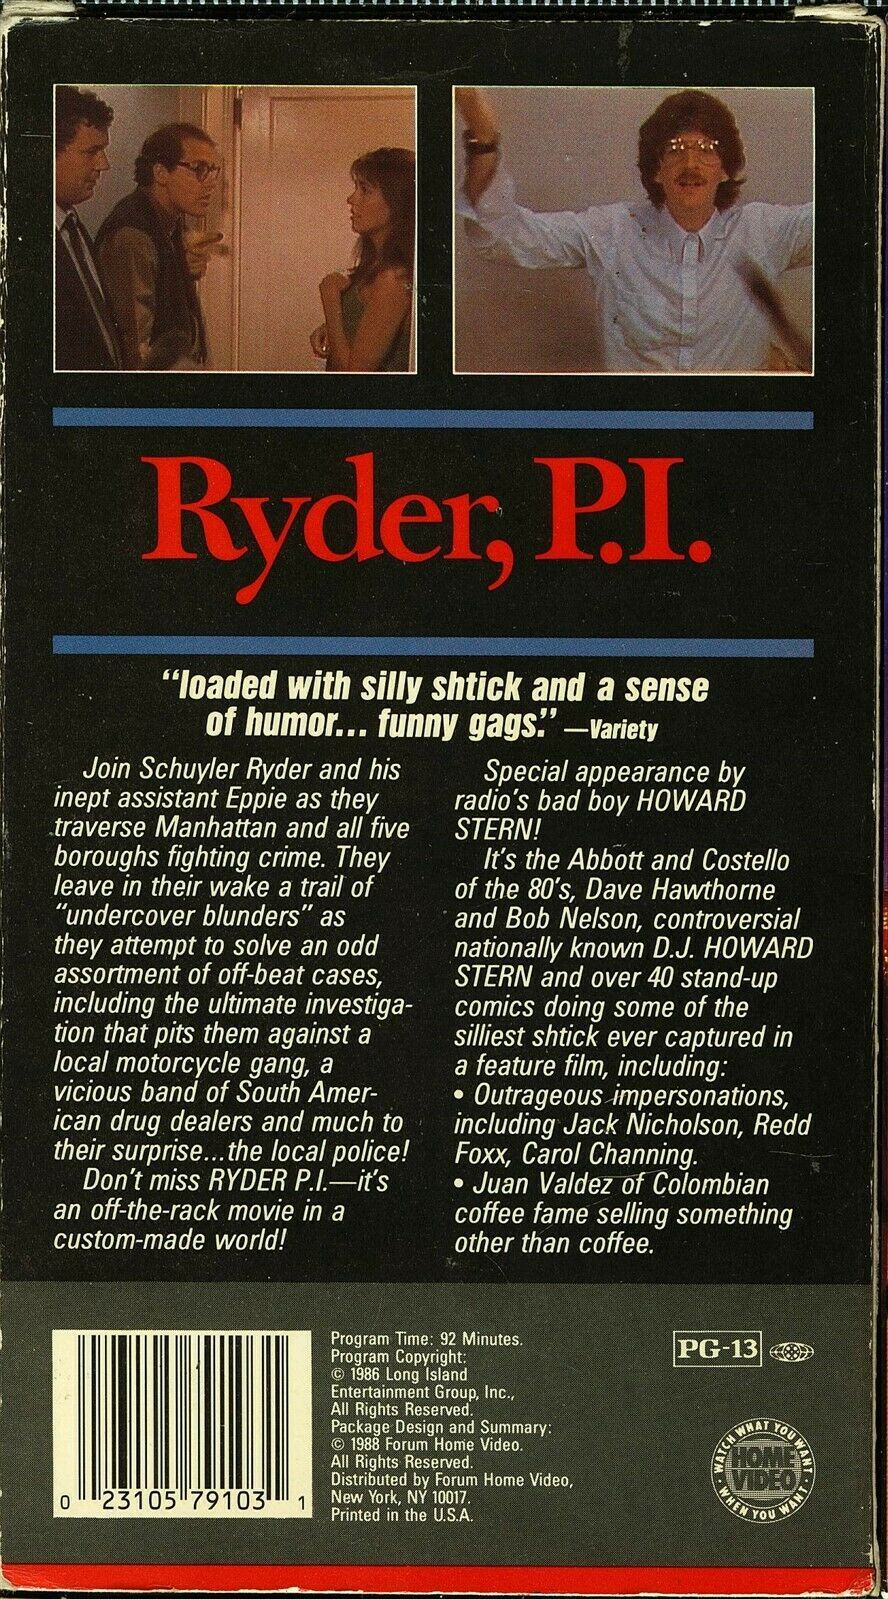 Ryder, P.I.
"loaded with silly shtick and a sense
of humor... funny gags." —Variety
Join Schuyler Ryder and his
inept assistant Eppie as they
traverse Manhattan and all five
boroughs fighting crime. They
leave in their wake a trail of
"undercover blunders" as
they attempt to solve an odd
assortment of off-beat cases,
including the ultimate investiga-
tion that pits them against a
local motorcycle gang, a
vicious band of South Amer-
ican drug dealers and much to
their surprise...the local police!
Don't miss RYDER P.I.—it's
an off-the-rack movie in a
custom-made world!
Special appearance by
radio's bad boy HOWARD
STERN!
It's the Abbott and Costello
of the 80's, Dave Hawthorne
and Bob Nelson, controversial
nationally known D.J. HOWARD
STERN and over 40 stand-up
comics doing some of the
silliest shtick ever captured in
a feature film, including:
• Outrageous impersonations,
including Jack Nicholson, Redd
Foxx, Carol Channing.
• Juan Valdez of Colombian
coffee fame selling something
other than coffee.
0 23105 79103 1
Program Time: 92 Minutes.
Program Copyright:
© 1986 Long Island
Entertainment Group, Inc.,
All Rights Reserved.
Package Design and Summary:
© 1988 Forum Home Video.
All Rights Reserved.
Distributed by Forum Home Video,
New York, NY 10017.
Printed in the U.S.A.
PG-13
WATCH WHAT YOU WANT
HOME
VIDEO
WHEN YOU WANT